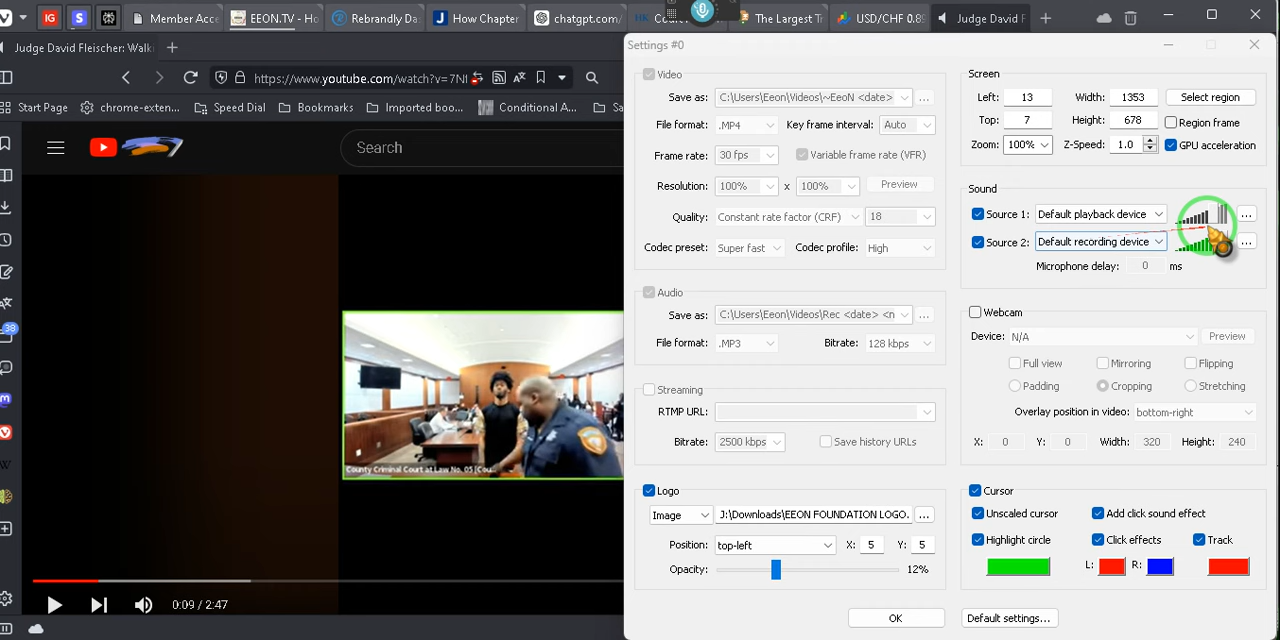 Member Acce
EEON.TV - Ho
Rebrandly Da
How Chapter
chatgpt.com/
The Largest Tr
USD/CHF 0.89
Judge David F
Judge David Fleischer: Walki
https://www.youtube.com/watch?v=7Nf
Start Page
chrome-exten...
Speed Dial
Bookmarks
Imported boo...
Conditional A...
Search
38
County Criminal Court at Law No. 05 [Cou...
0:09 / 2:47
Settings #0
Video
Save as: C:\Users\Eeon\Videos\~EeoN <date> ...
File format: .MP4 Key frame interval: Auto
Frame rate: 30 fps Variable frame rate (VFR)
Resolution: 100% x 100% Preview
Quality: Constant rate factor (CRF) 18
Codec preset: Super fast Codec profile: High
Audio
Save as: C:\Users\Eeon\Videos\Rec <date> <n ...
File format: .MP3 Bitrate: 128 kbps
Streaming
RTMP URL:
Bitrate: 2500 kbps Save history URLs
Logo
Image J:\Downloads\EEON FOUNDATION LOGO. ...
Position: top-left X: 5 Y: 5
Opacity: 12%
Screen
Left: 13 Width: 1353 Select region
Top: 7 Height: 678 Region frame
Zoom: 100% Z-Speed: 1.0 GPU acceleration
Sound
Source 1: Default playback device ...
Source 2: Default recording device ...
Microphone delay: 0 ms
Webcam
Device: N/A Preview
Full view Mirroring Flipping
Padding Cropping Stretching
Overlay position in video: bottom-right
X: 0 Y: 0 Width: 320 Height: 240
Cursor
Unscaled cursor Add click sound effect
Highlight circle Click effects Track
L: R:
OK Default settings...